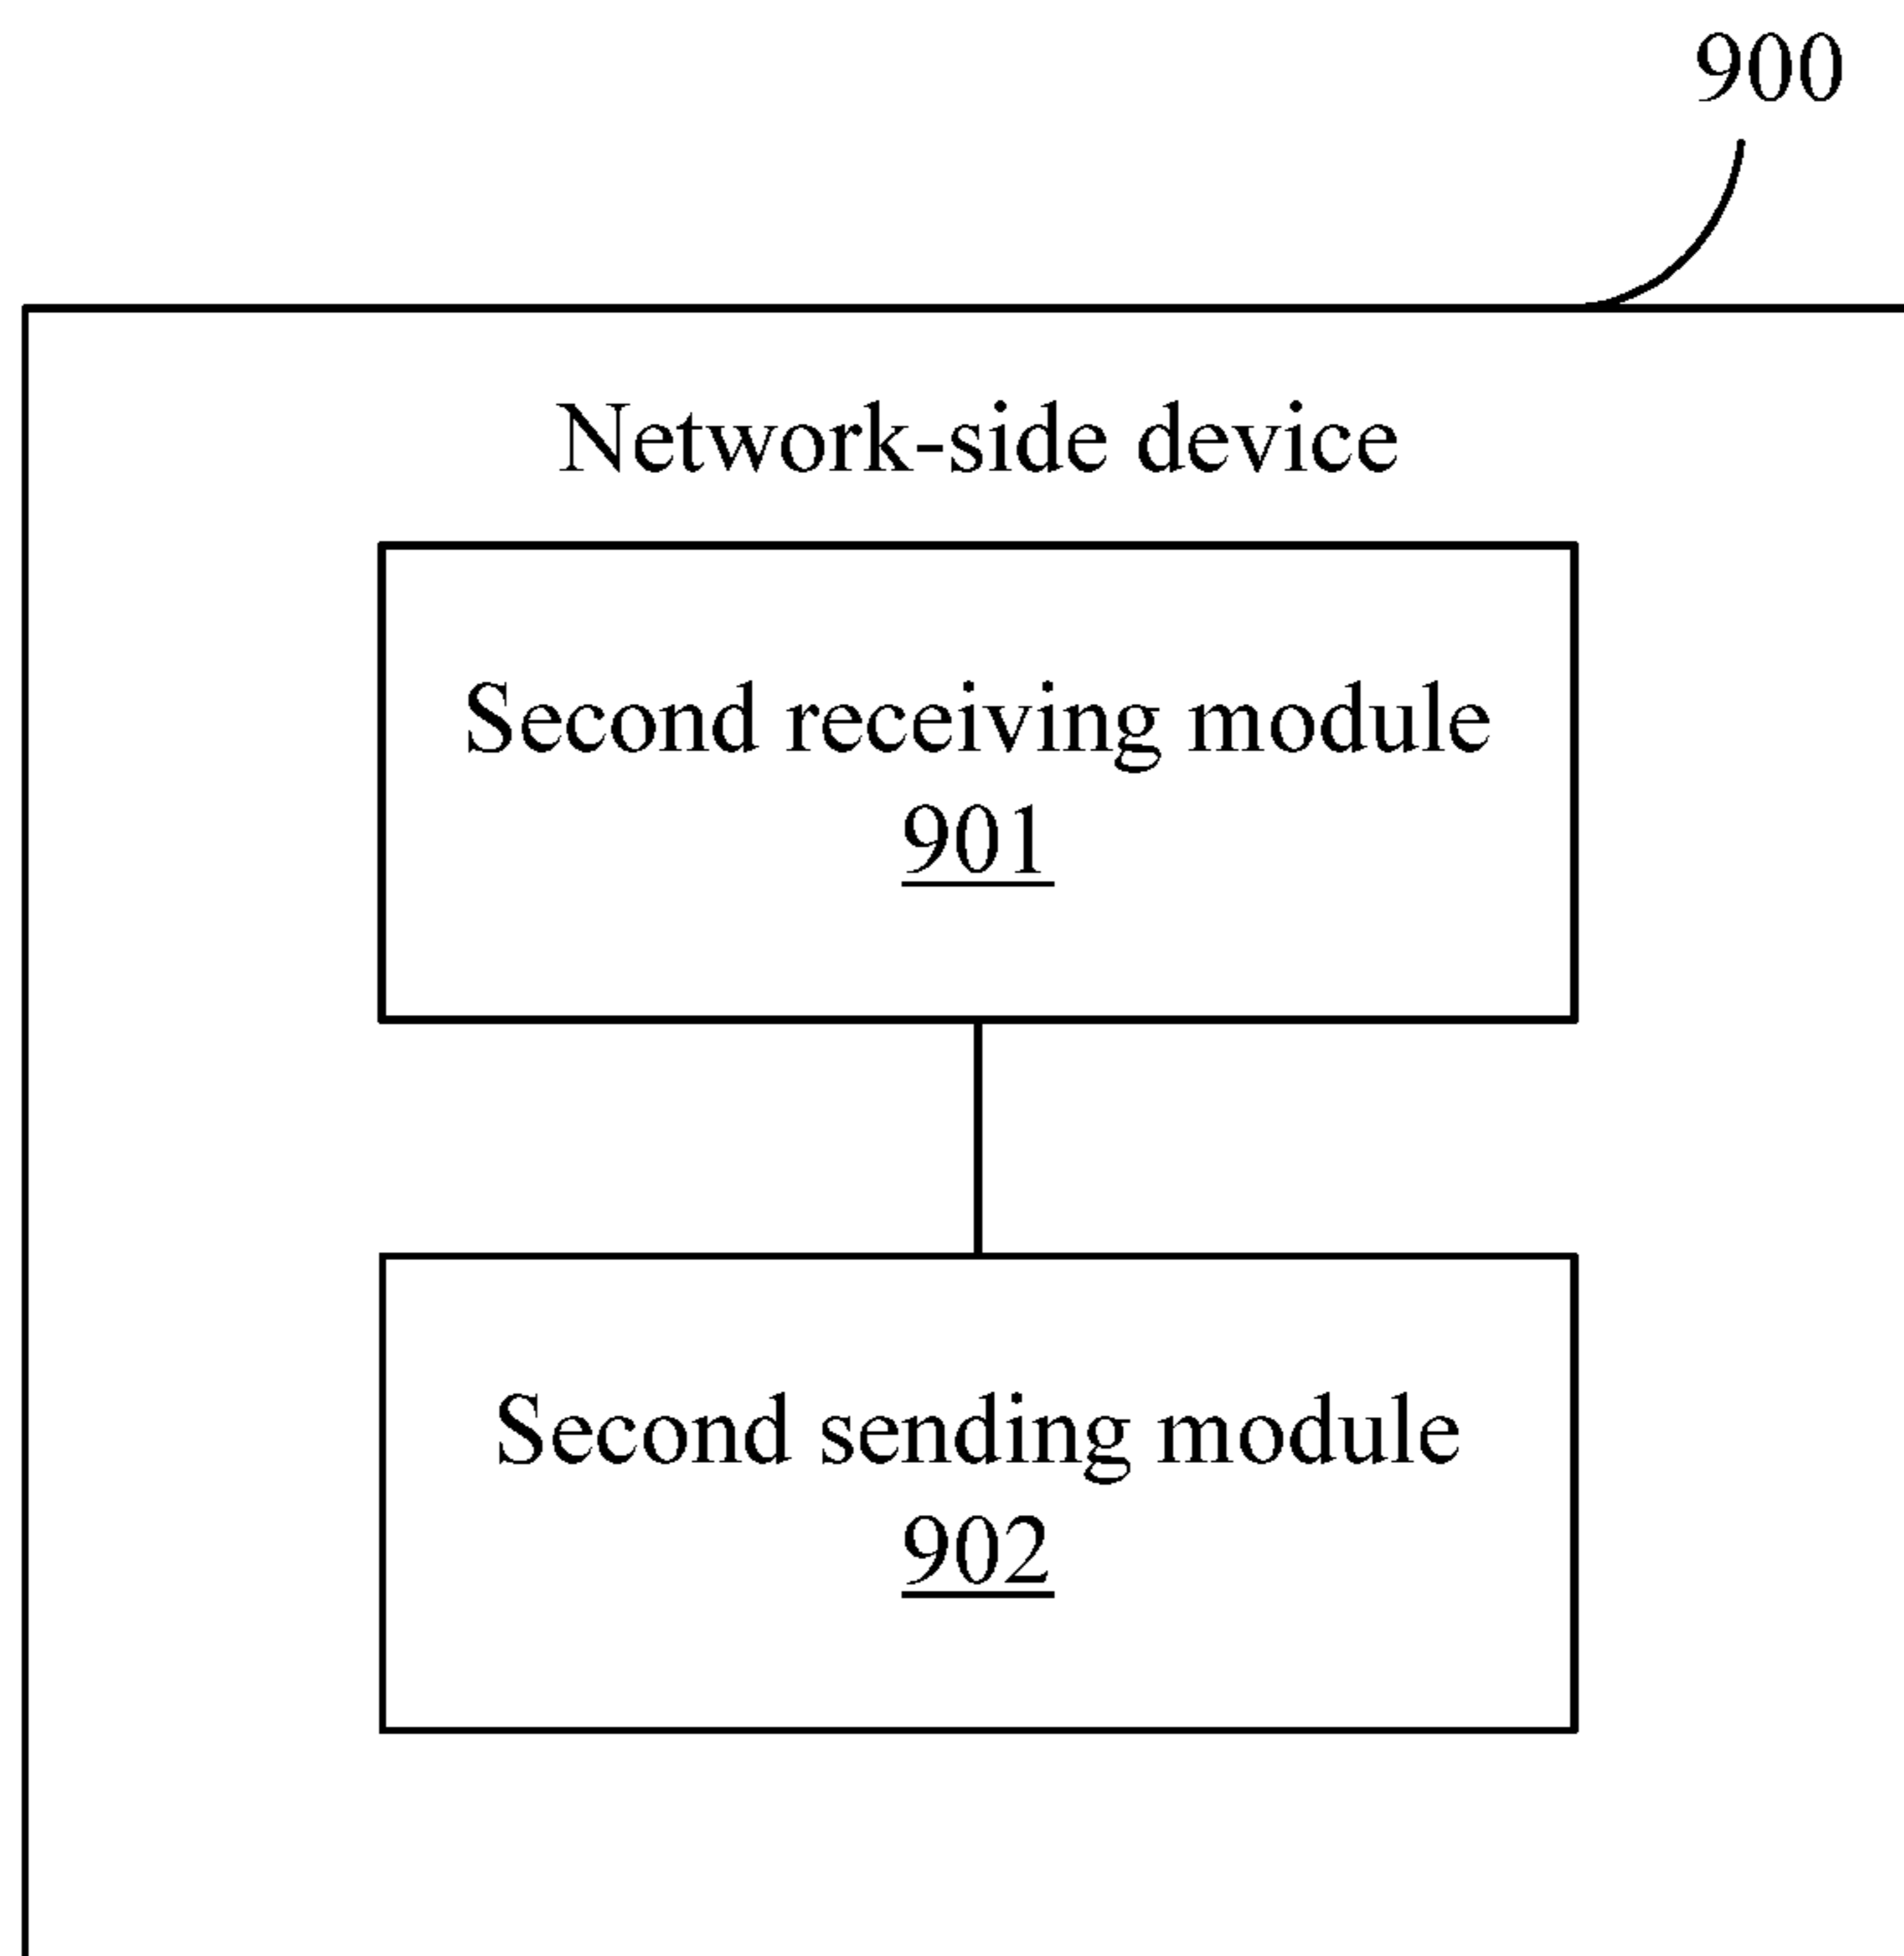 900
Network-side device
Second receiving module
901
Second sending module
902